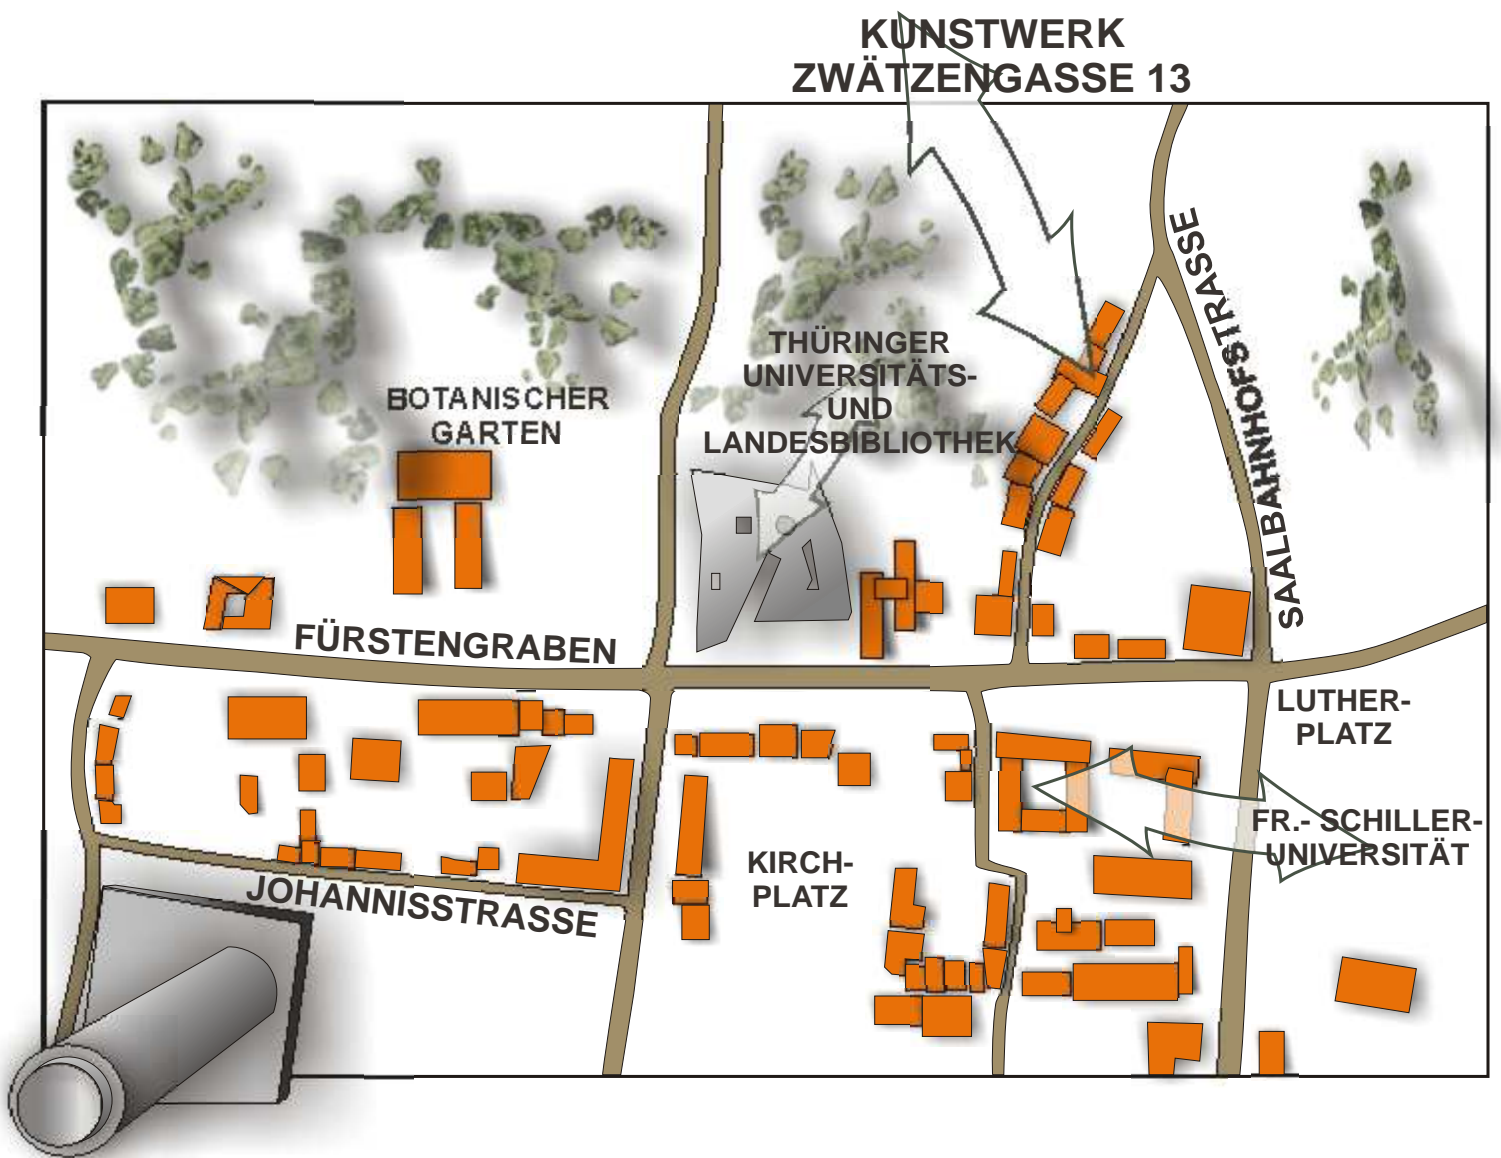 KUNSTWERK
ZWÄTZENGASSE 13
SAALBAHNHOFSTRASSE
THÜRINGER
UNIVERSITÄTS-
UND
LANDESBIBLIOTHEK
BOTANISCHER
GARTEN
FÜRSTENGRABEN
LUTHER-
PLATZ
FR.- SCHILLER-
UNIVERSITÄT
KIRCH-
PLATZ
JOHANNISSTRASSE